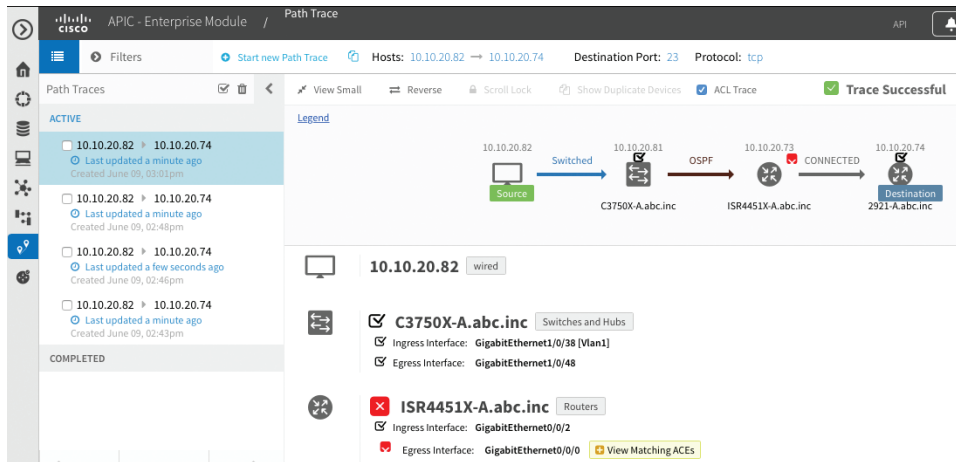 cisco APIC - Enterprise Module / Path Trace API
Filters
Start new Path Trace
Hosts: 10.10.20.82 → 10.10.20.74 Destination Port: 23 Protocol: tcp
Path Traces
View Small Reverse Scroll Lock Show Duplicate Devices ACL Trace Trace Successful
ACTIVE
10.10.20.82 10.10.20.74
Last updated a minute ago
Created June 09, 03:01pm
10.10.20.82 10.10.20.74
Last updated a minute ago
Created June 09, 02:48pm
10.10.20.82 10.10.20.74
Last updated a few seconds ago
Created June 09, 02:46pm
10.10.20.82 10.10.20.74
Last updated a minute ago
Created June 09, 02:43pm
COMPLETED
Legend
10.10.20.82 10.10.20.81 10.10.20.73 10.10.20.74
Switched OSPF CONNECTED
Source Destination
C3750X-A.abc.inc ISR4451X-A.abc.inc 2921-A.abc.inc
10.10.20.82 wired
C3750X-A.abc.inc Switches and Hubs
Ingress Interface: GigabitEthernet1/0/38 [Vlan1]
Egress Interface: GigabitEthernet1/0/48
ISR4451X-A.abc.inc Routers
Ingress Interface: GigabitEthernet0/0/2
Egress Interface: GigabitEthernet0/0/0 View Matching ACEs